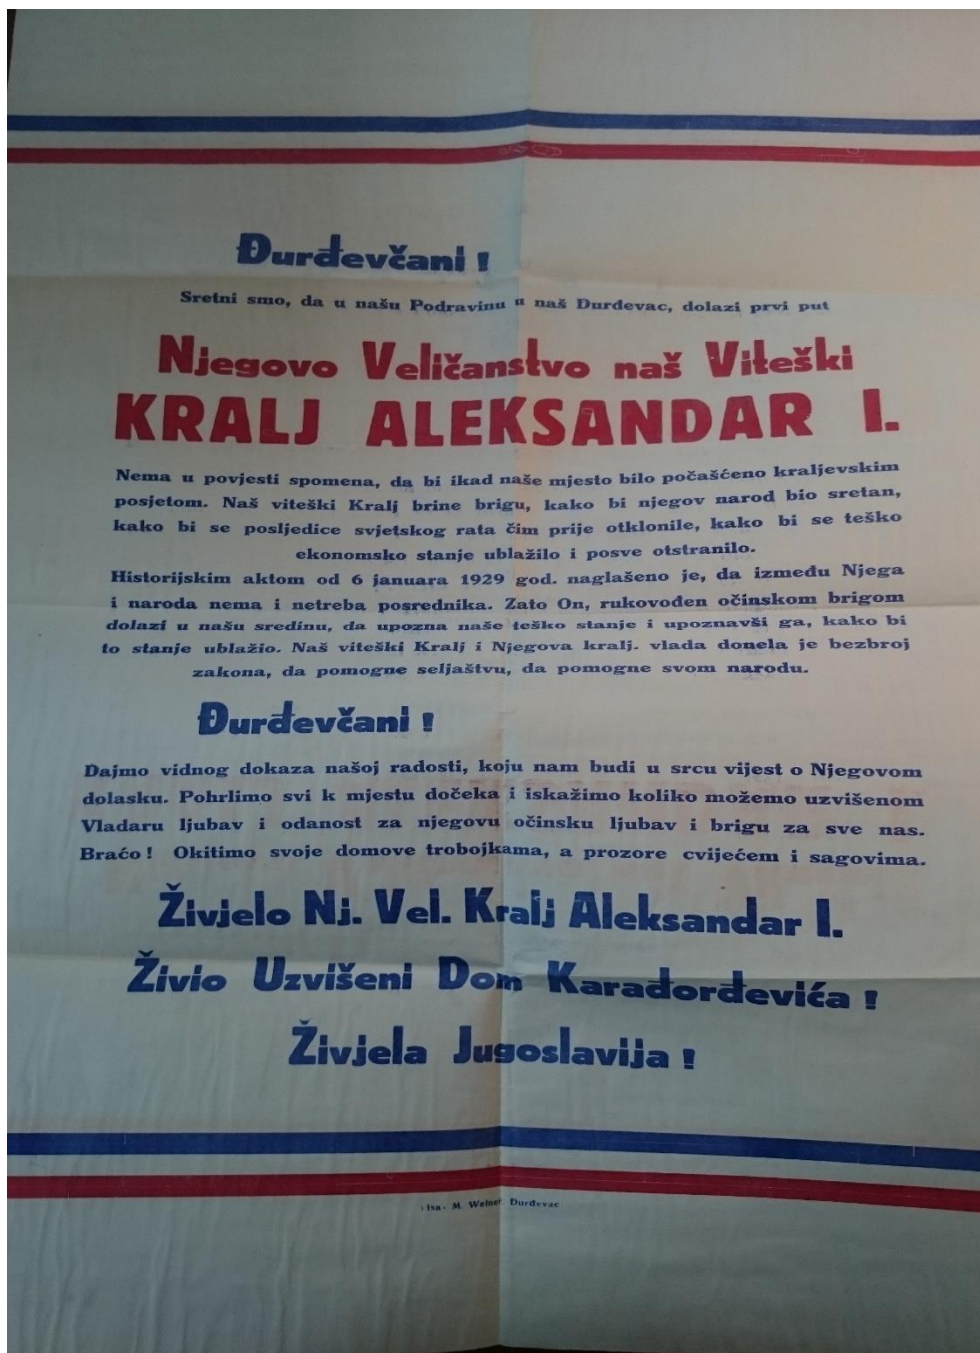 Đurđevčani !
Sretni smo, da u našu Podravinu u naš Đurđevac, dolazi prvi put
Njegovo Veličanstvo naš Viteški
KRALJ ALEKSANDAR I.
Nema u povjesti spomena, da bi ikad naše mjesto bilo počašćeno kraljevskim
posjetom. Naš viteški Kralj brine brigu, kako bi njegov narod bio sretan,
kako bi se posljedice svjetskog rata čim prije otklonile, kako bi se teško
ekonomsko stanje ublažilo i posve otstranilo.
Historijskim aktom od 6 januara 1929 god. naglašeno je, da između Njega
i naroda nema i netreba posrednika. Zato On, rukovođen očinskom brigom
dolazi u našu sredinu, da upozna naše teško stanje i upoznavši ga, kako bi
to stanje ublažio. Naš viteški Kralj i Njegova kralj. vlada donela je bezbroj
zakona, da pomogne seljaštvu, da pomogne svom narodu.
Đurđevčani !
Dajmo vidnog dokaza našoj radosti, koju nam budi u srcu vijest o Njegovom
dolasku. Pohrlimo svi k mjestu dočeka i iskažimo koliko možemo uzvišenom
Vladaru ljubav i odanost za njegovu očinsku ljubav i brigu za sve nas.
Braćo ! Okitimo svoje domove trobojkama, a prozore cvijećem i sagovima.
Živjelo Nj. Vel. Kralj Aleksandar I.
Živio Uzvišeni Dom Karađorđevića !
Živjela Jugoslavija !
M. Weiner Đurđevac